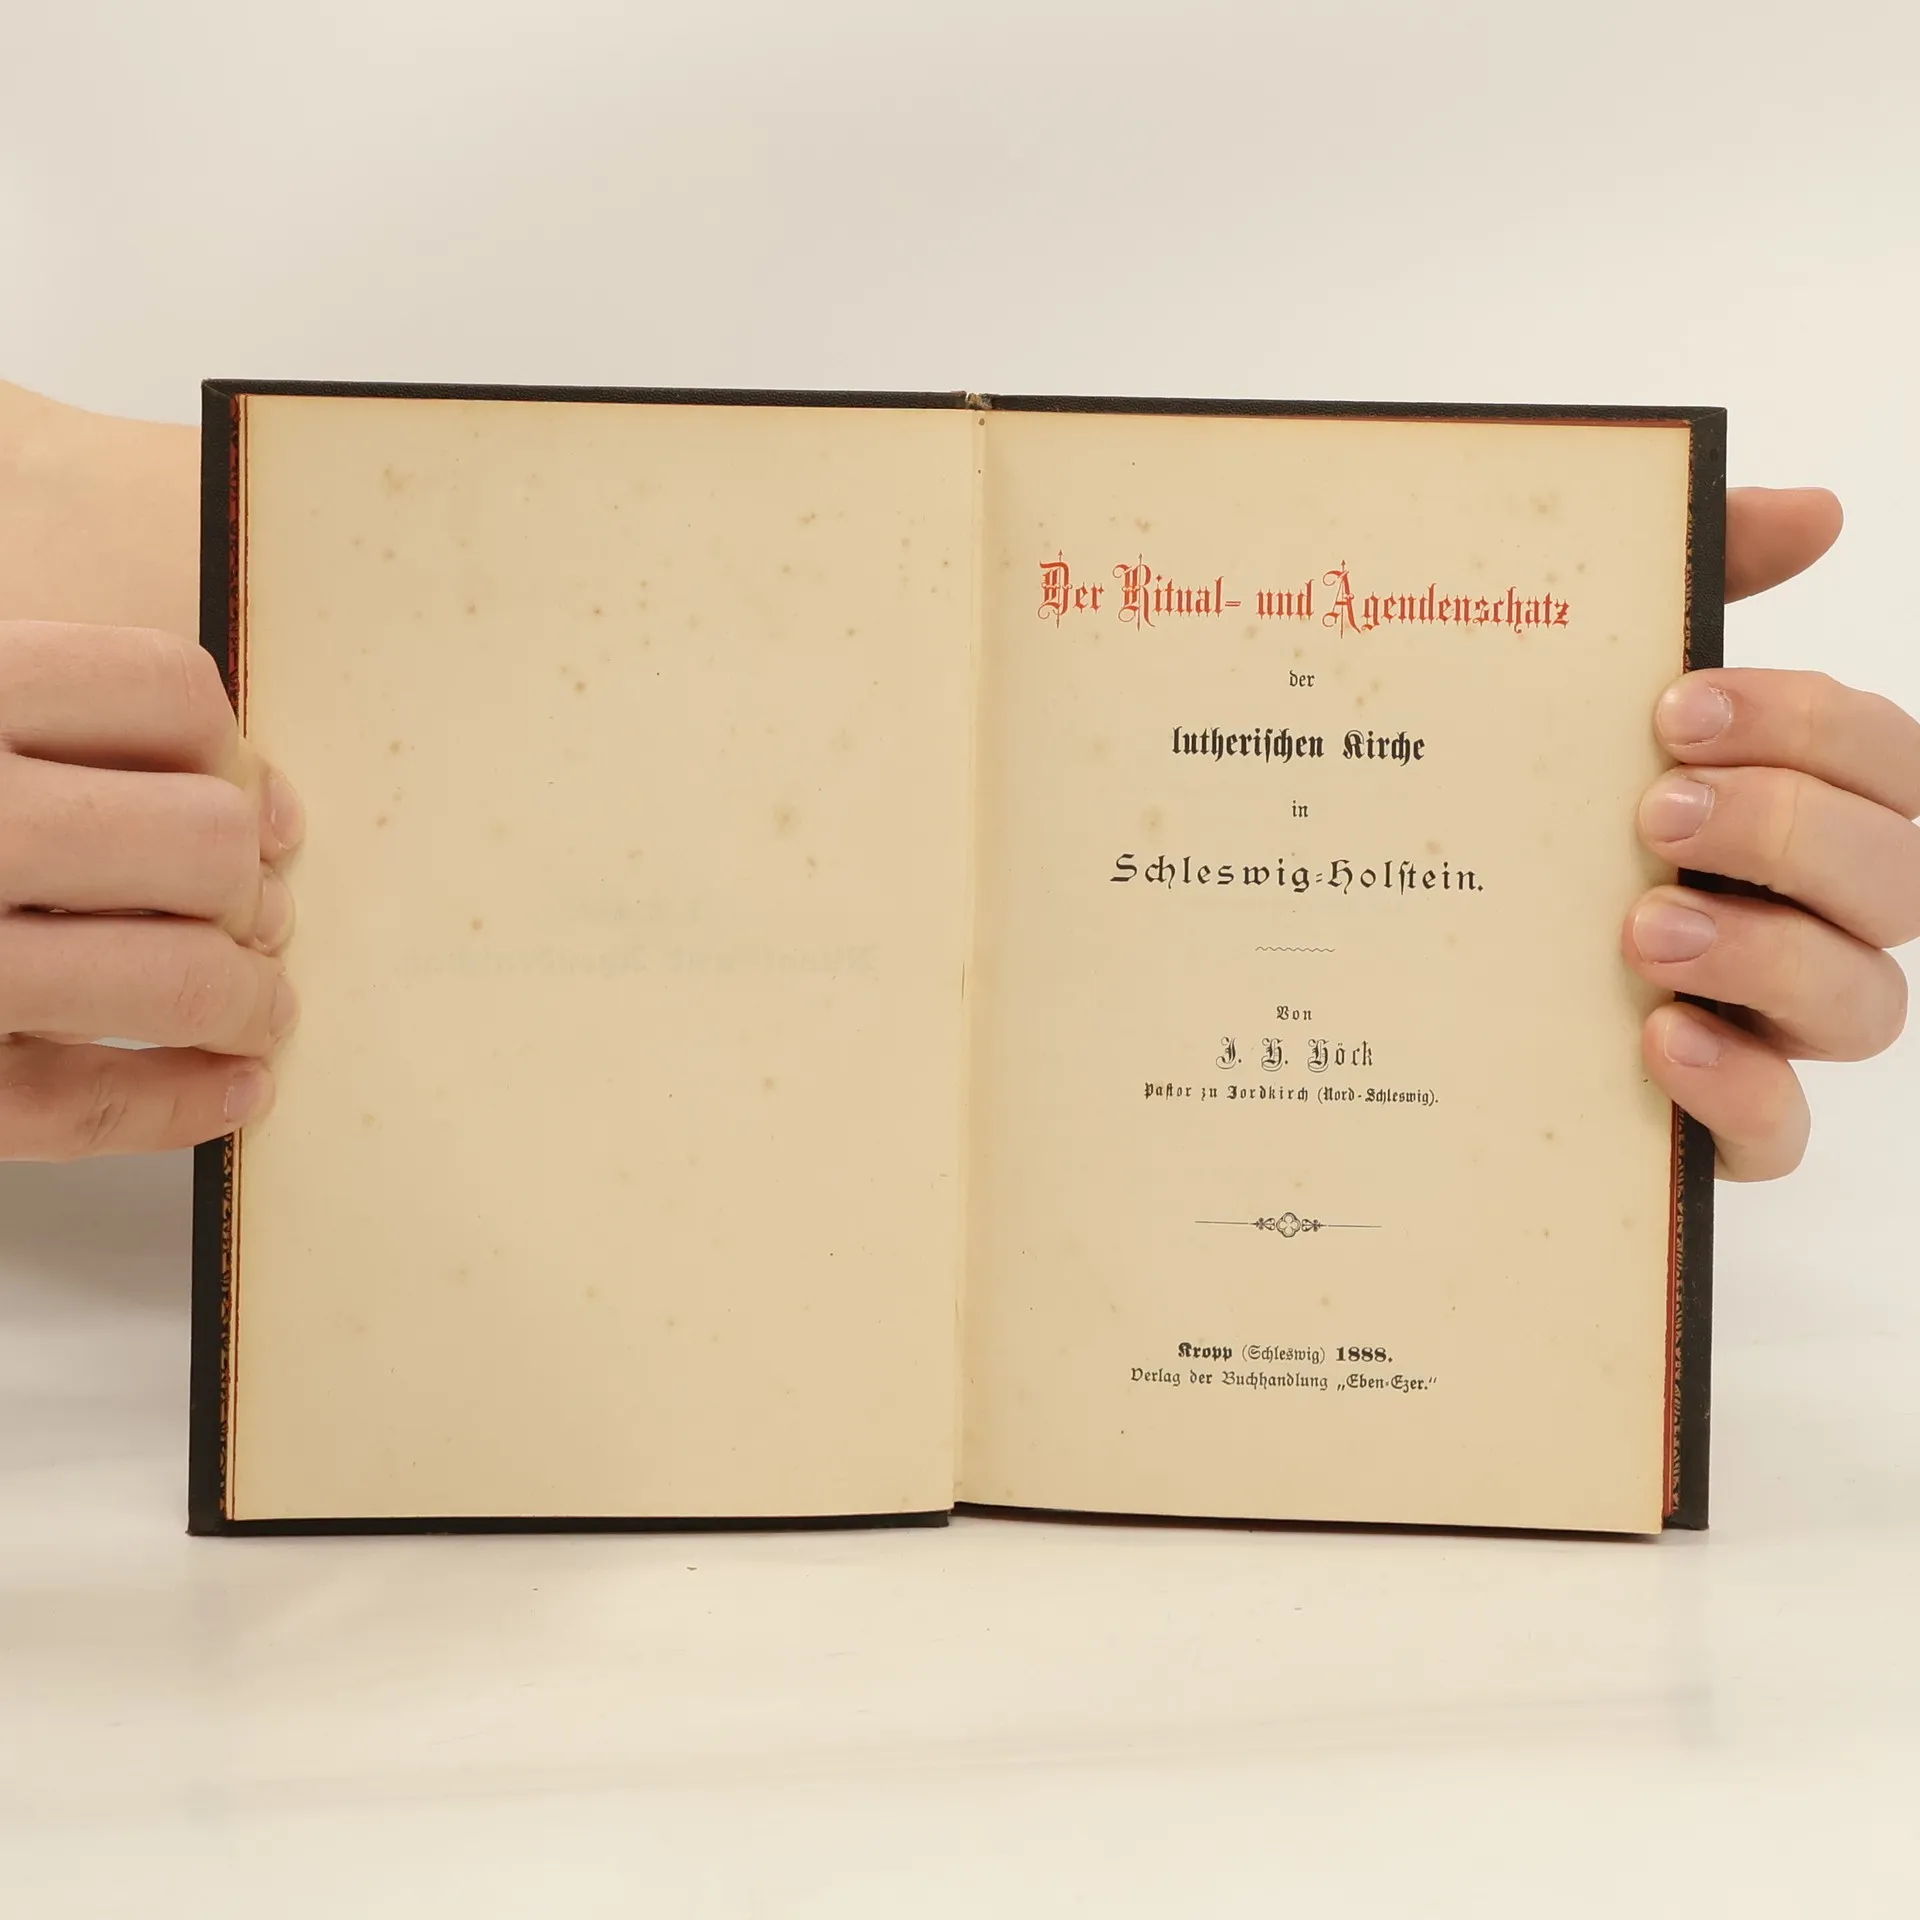 Der Ritual- und Agendenschatz
der
lutheriſchen Kirche
in
Schleswig-Holſtein.
Von
J. H. Höck
Paſtor zu Jordkirch (Nord-Schleswig).
Kropp (Schleswig) 1888.
Verlag der Buchhandlung „Eben-Ezer.“